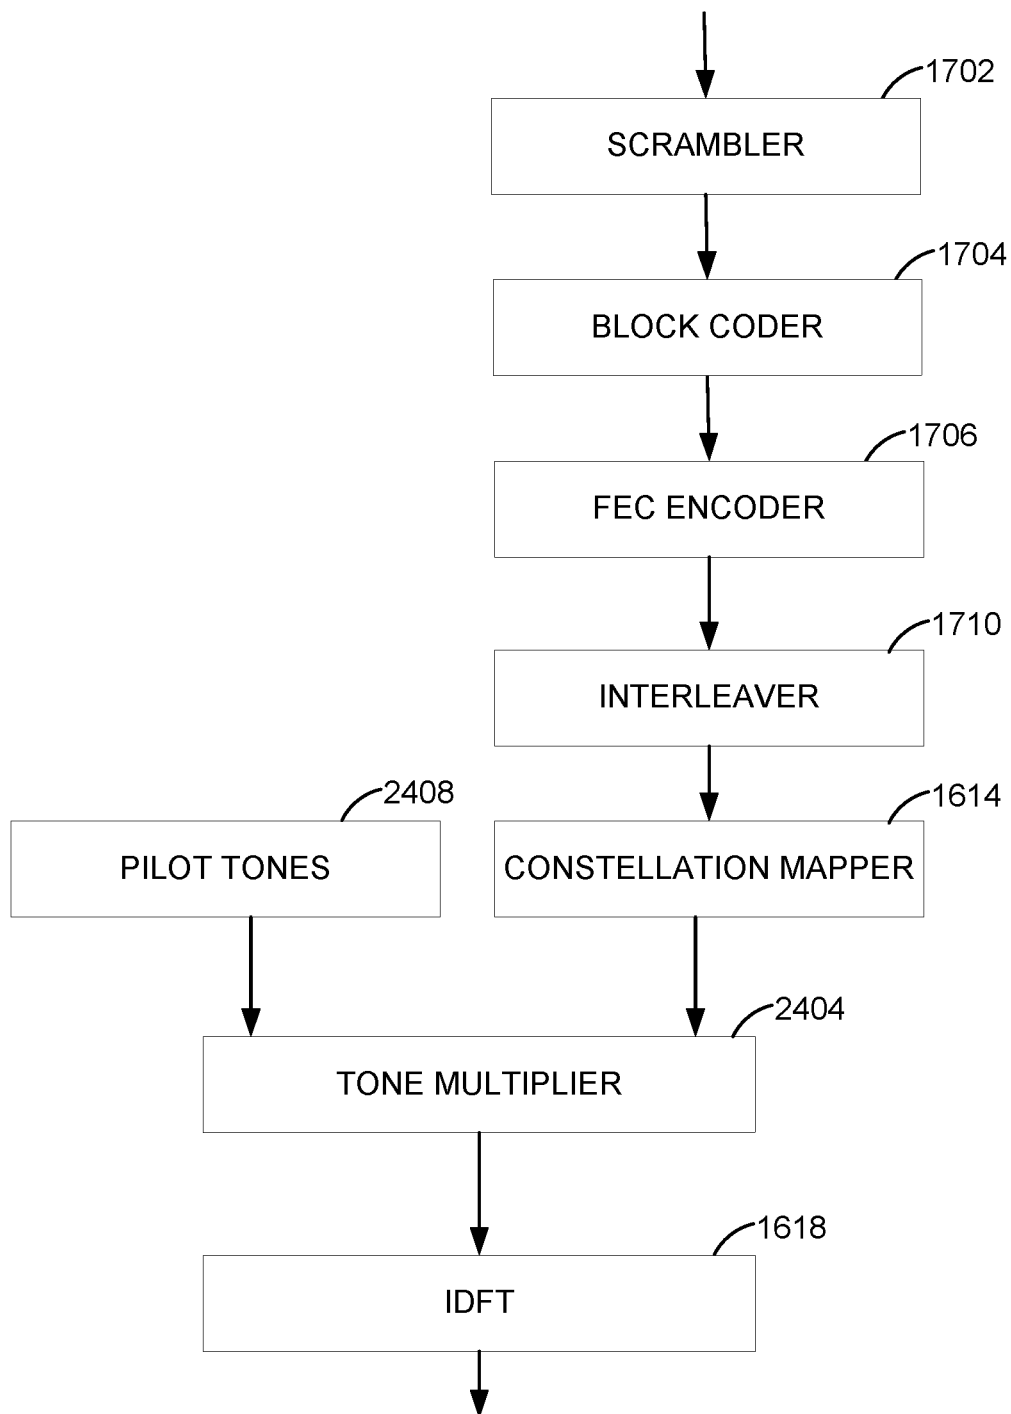 1702
SCRAMBLER
1704
BLOCK CODER
1706
FEC ENCODER
1710
INTERLEAVER
2408
1614
PILOT TONES
CONSTELLATION MAPPER
2404
TONE MULTIPLIER
1618
IDFT